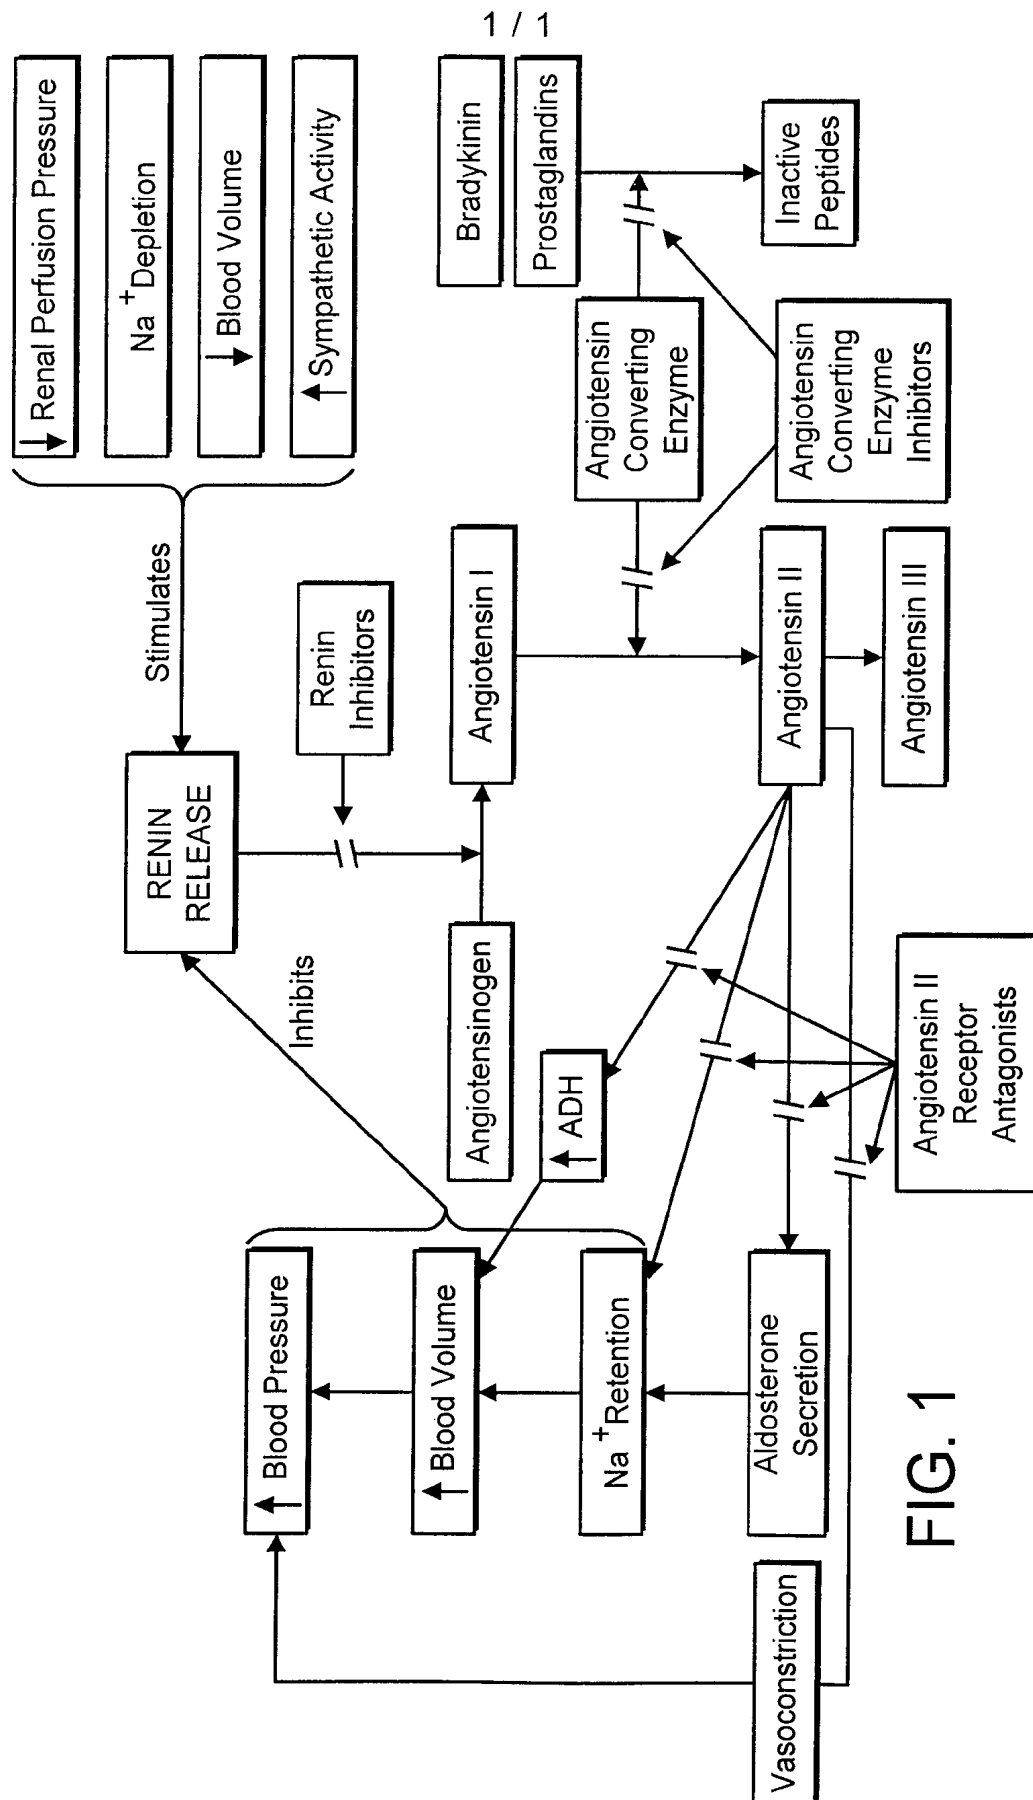 1 / 1
↓ Renal Perfusion Pressure
Na + Depletion
↓ Blood Volume
↑ Sympathetic Activity
Stimulates
RENIN
RELEASE
Inhibits
Renin
Inhibitors
Angiotensinogen
Angiotensin I
Bradykinin
Prostaglandins
Angiotensin
Converting
Enzyme
Inactive
Peptides
Angiotensin
Converting
Enzyme
Inhibitors
Angiotensin II
Angiotensin III
↑ Blood Pressure
↑ Blood Volume
↑ ADH
Na + Retention
Aldosterone
Secretion
Vasoconstriction
Angiotensin II
Receptor
Antagonists
FIG. 1